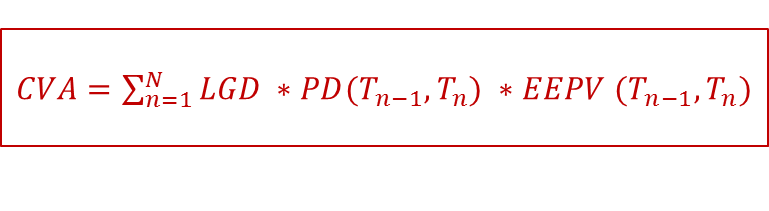 CVA = ∑ₙ₌₁ᴺ LGD * PD(Tₙ₋₁, Tₙ) * EEPV (Tₙ₋₁, Tₙ)